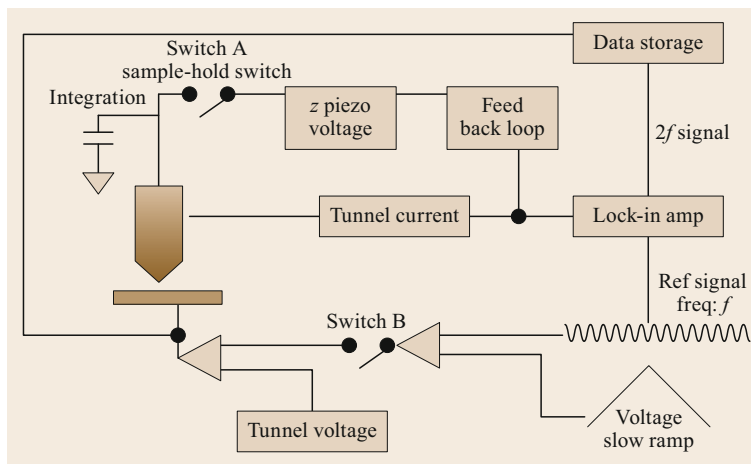 Switch A
sample-hold switch
Data storage
Integration
z piezo
voltage
Feed
back loop
2f signal
Tunnel current
Lock-in amp
Ref signal
freq: f
Switch B
Tunnel voltage
Voltage
slow ramp